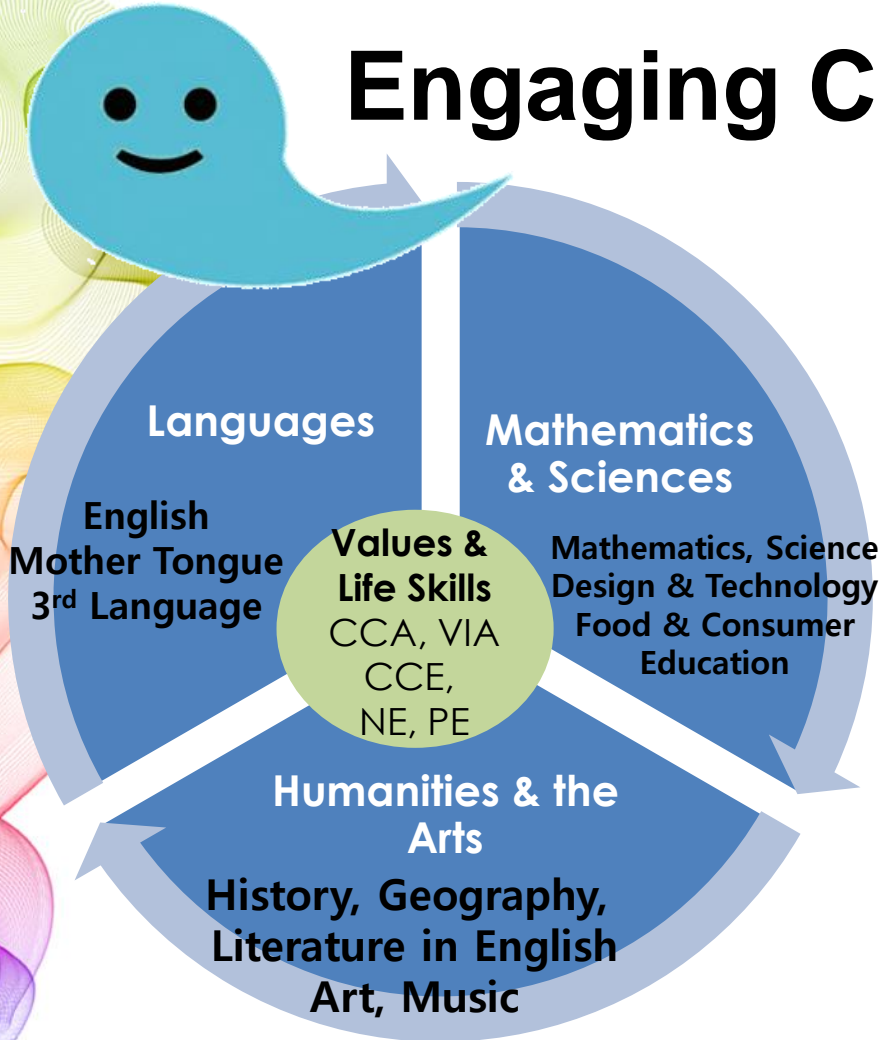 Engaging C
Languages
English
Mother Tongue
3rd Language
Mathematics
& Sciences
Mathematics, Science
Design & Technology
Food & Consumer
Education
Values &
Life Skills
CCA, VIA
CCE,
NE, PE
Humanities & the
Arts
History, Geography,
Literature in English
Art, Music